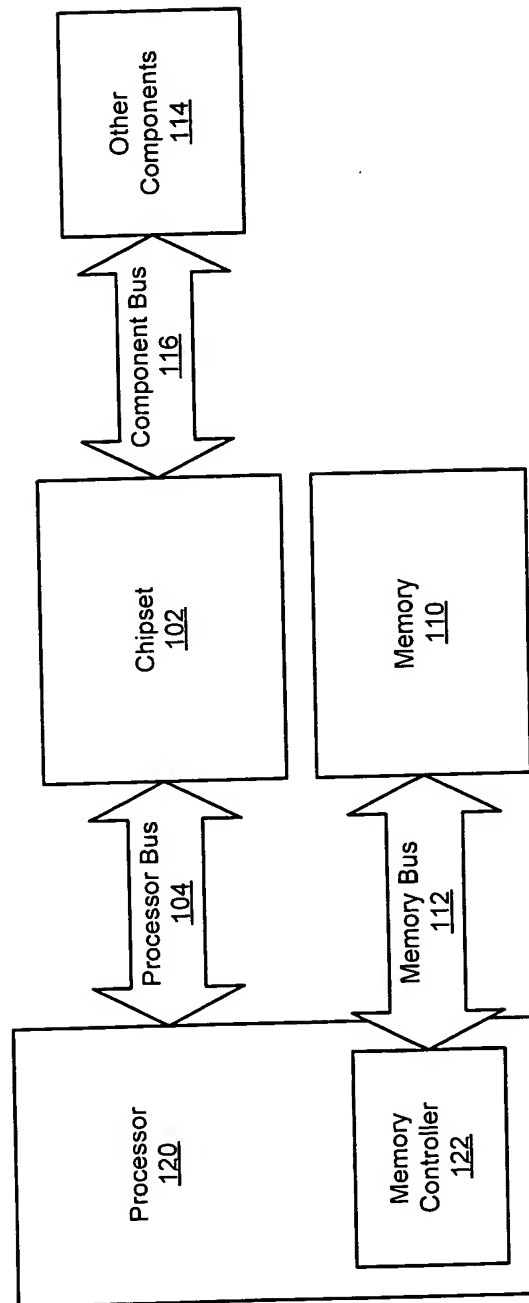 Processor
120
Memory
Controller
122
Processor Bus
104
Memory Bus
112
Chipset
102
Memory
110
Component Bus
116
Other
Components
114